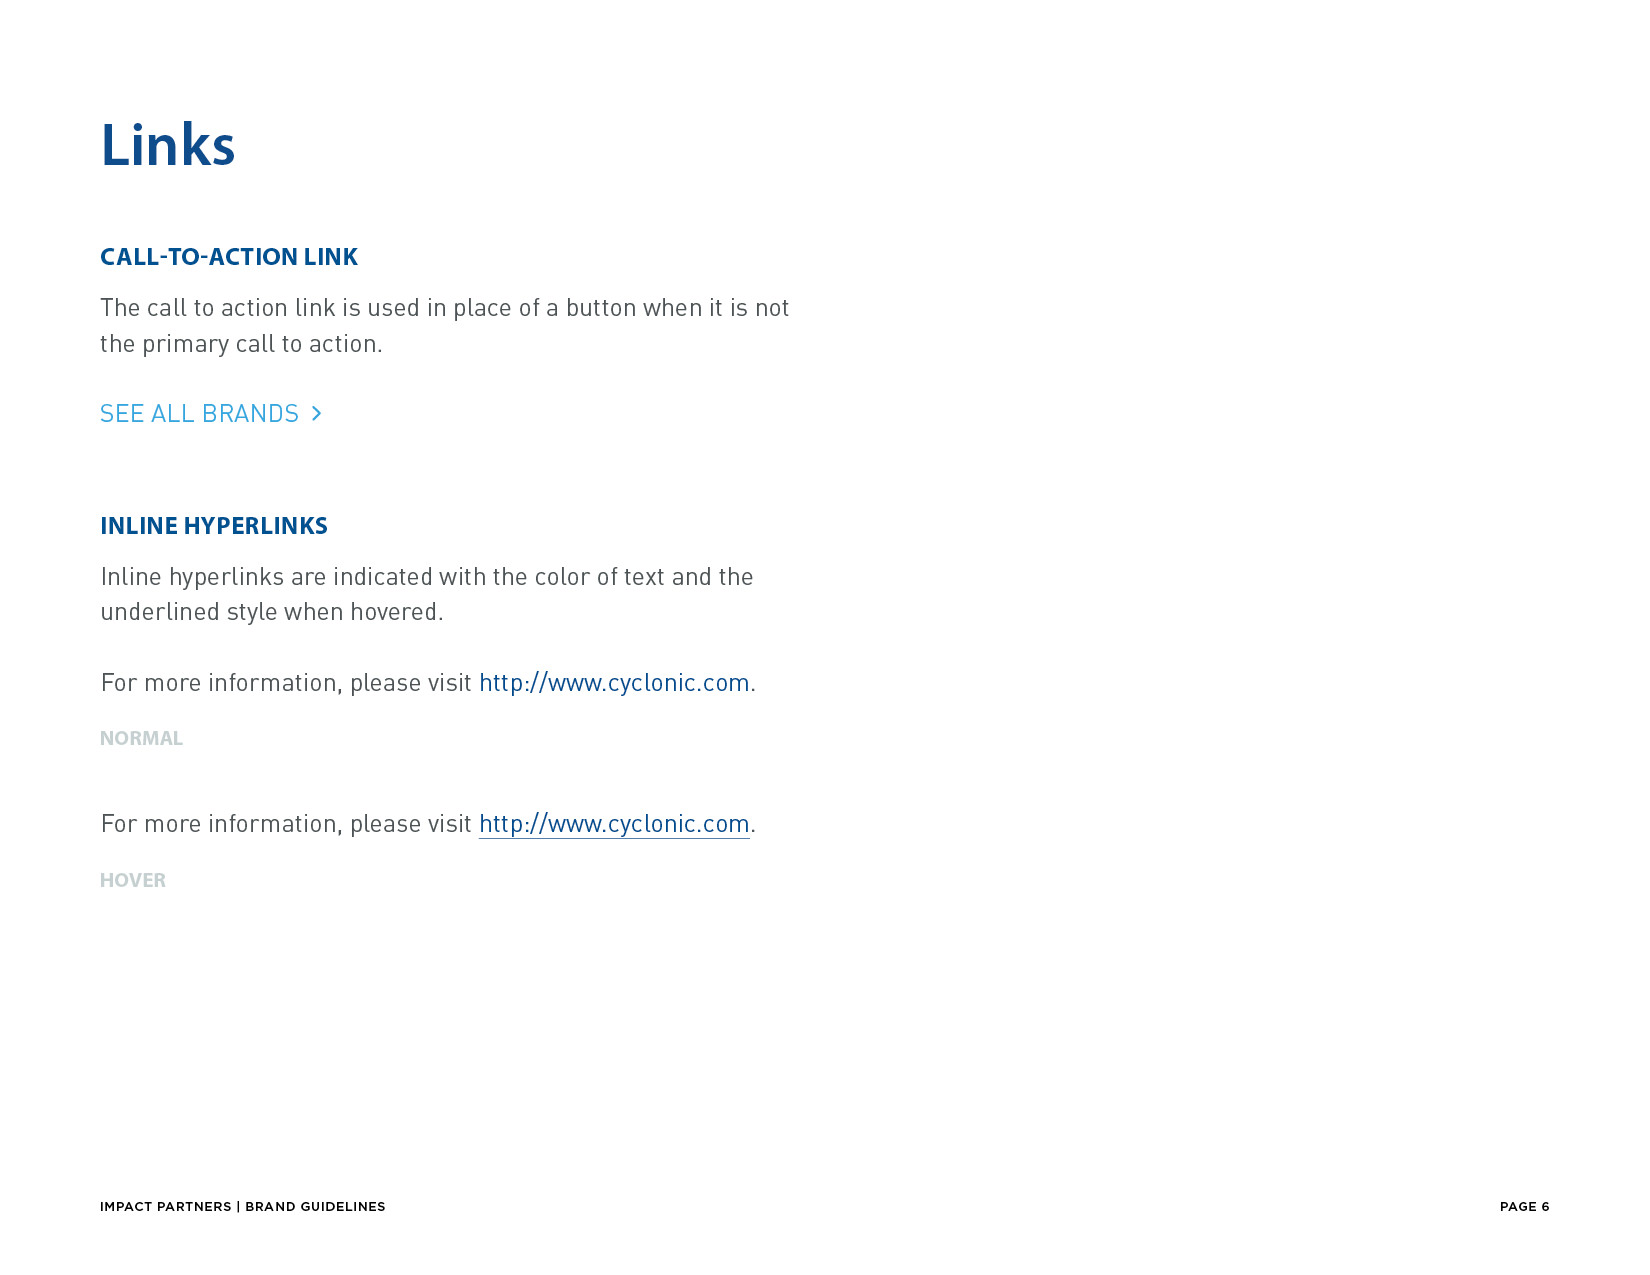 Links
CALL-TO-ACTION LINK
The call to action link is used in place of a button when it is not
the primary call to action.
SEE ALL BRANDS >
INLINE HYPERLINKS
Inline hyperlinks are indicated with the color of text and the
underlined style when hovered.
For more information, please visit http://www.cyclonic.com.
NORMAL
For more information, please visit http://www.cyclonic.com.
HOVER
IMPACT PARTNERS | BRAND GUIDELINES
PAGE 6